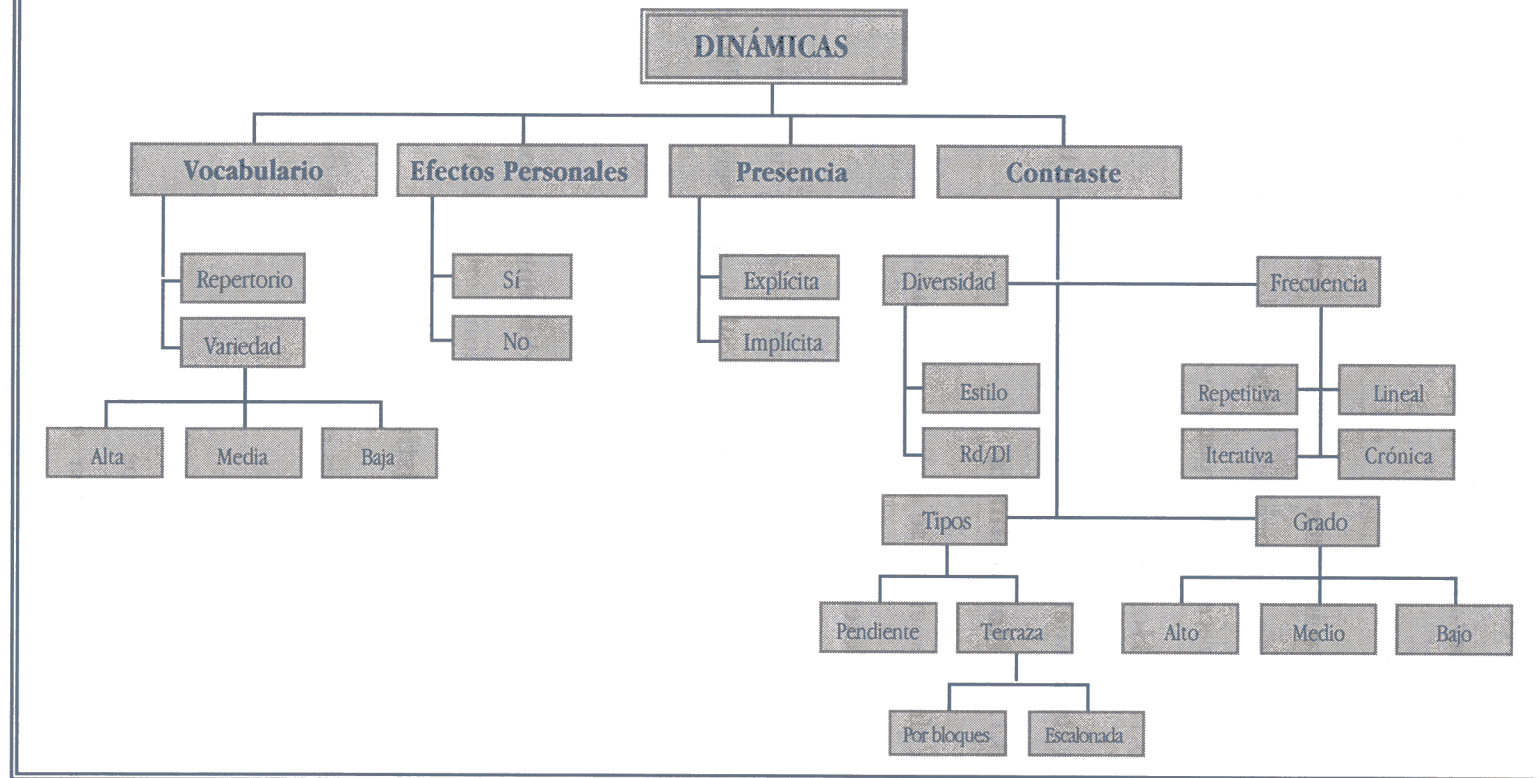 DINÁMICAS
Vocabulario
Efectos Personales
Presencia
Contraste
Repertorio
Variedad
Alta
Media
Baja
Sí
No
Explícita
Implícita
Diversidad
Frecuencia
Estilo
Rd/Dl
Repetitiva
Lineal
Iterativa
Crónica
Tipos
Grado
Pendiente
Terraza
Alto
Medio
Bajo
Por bloques
Escalonada